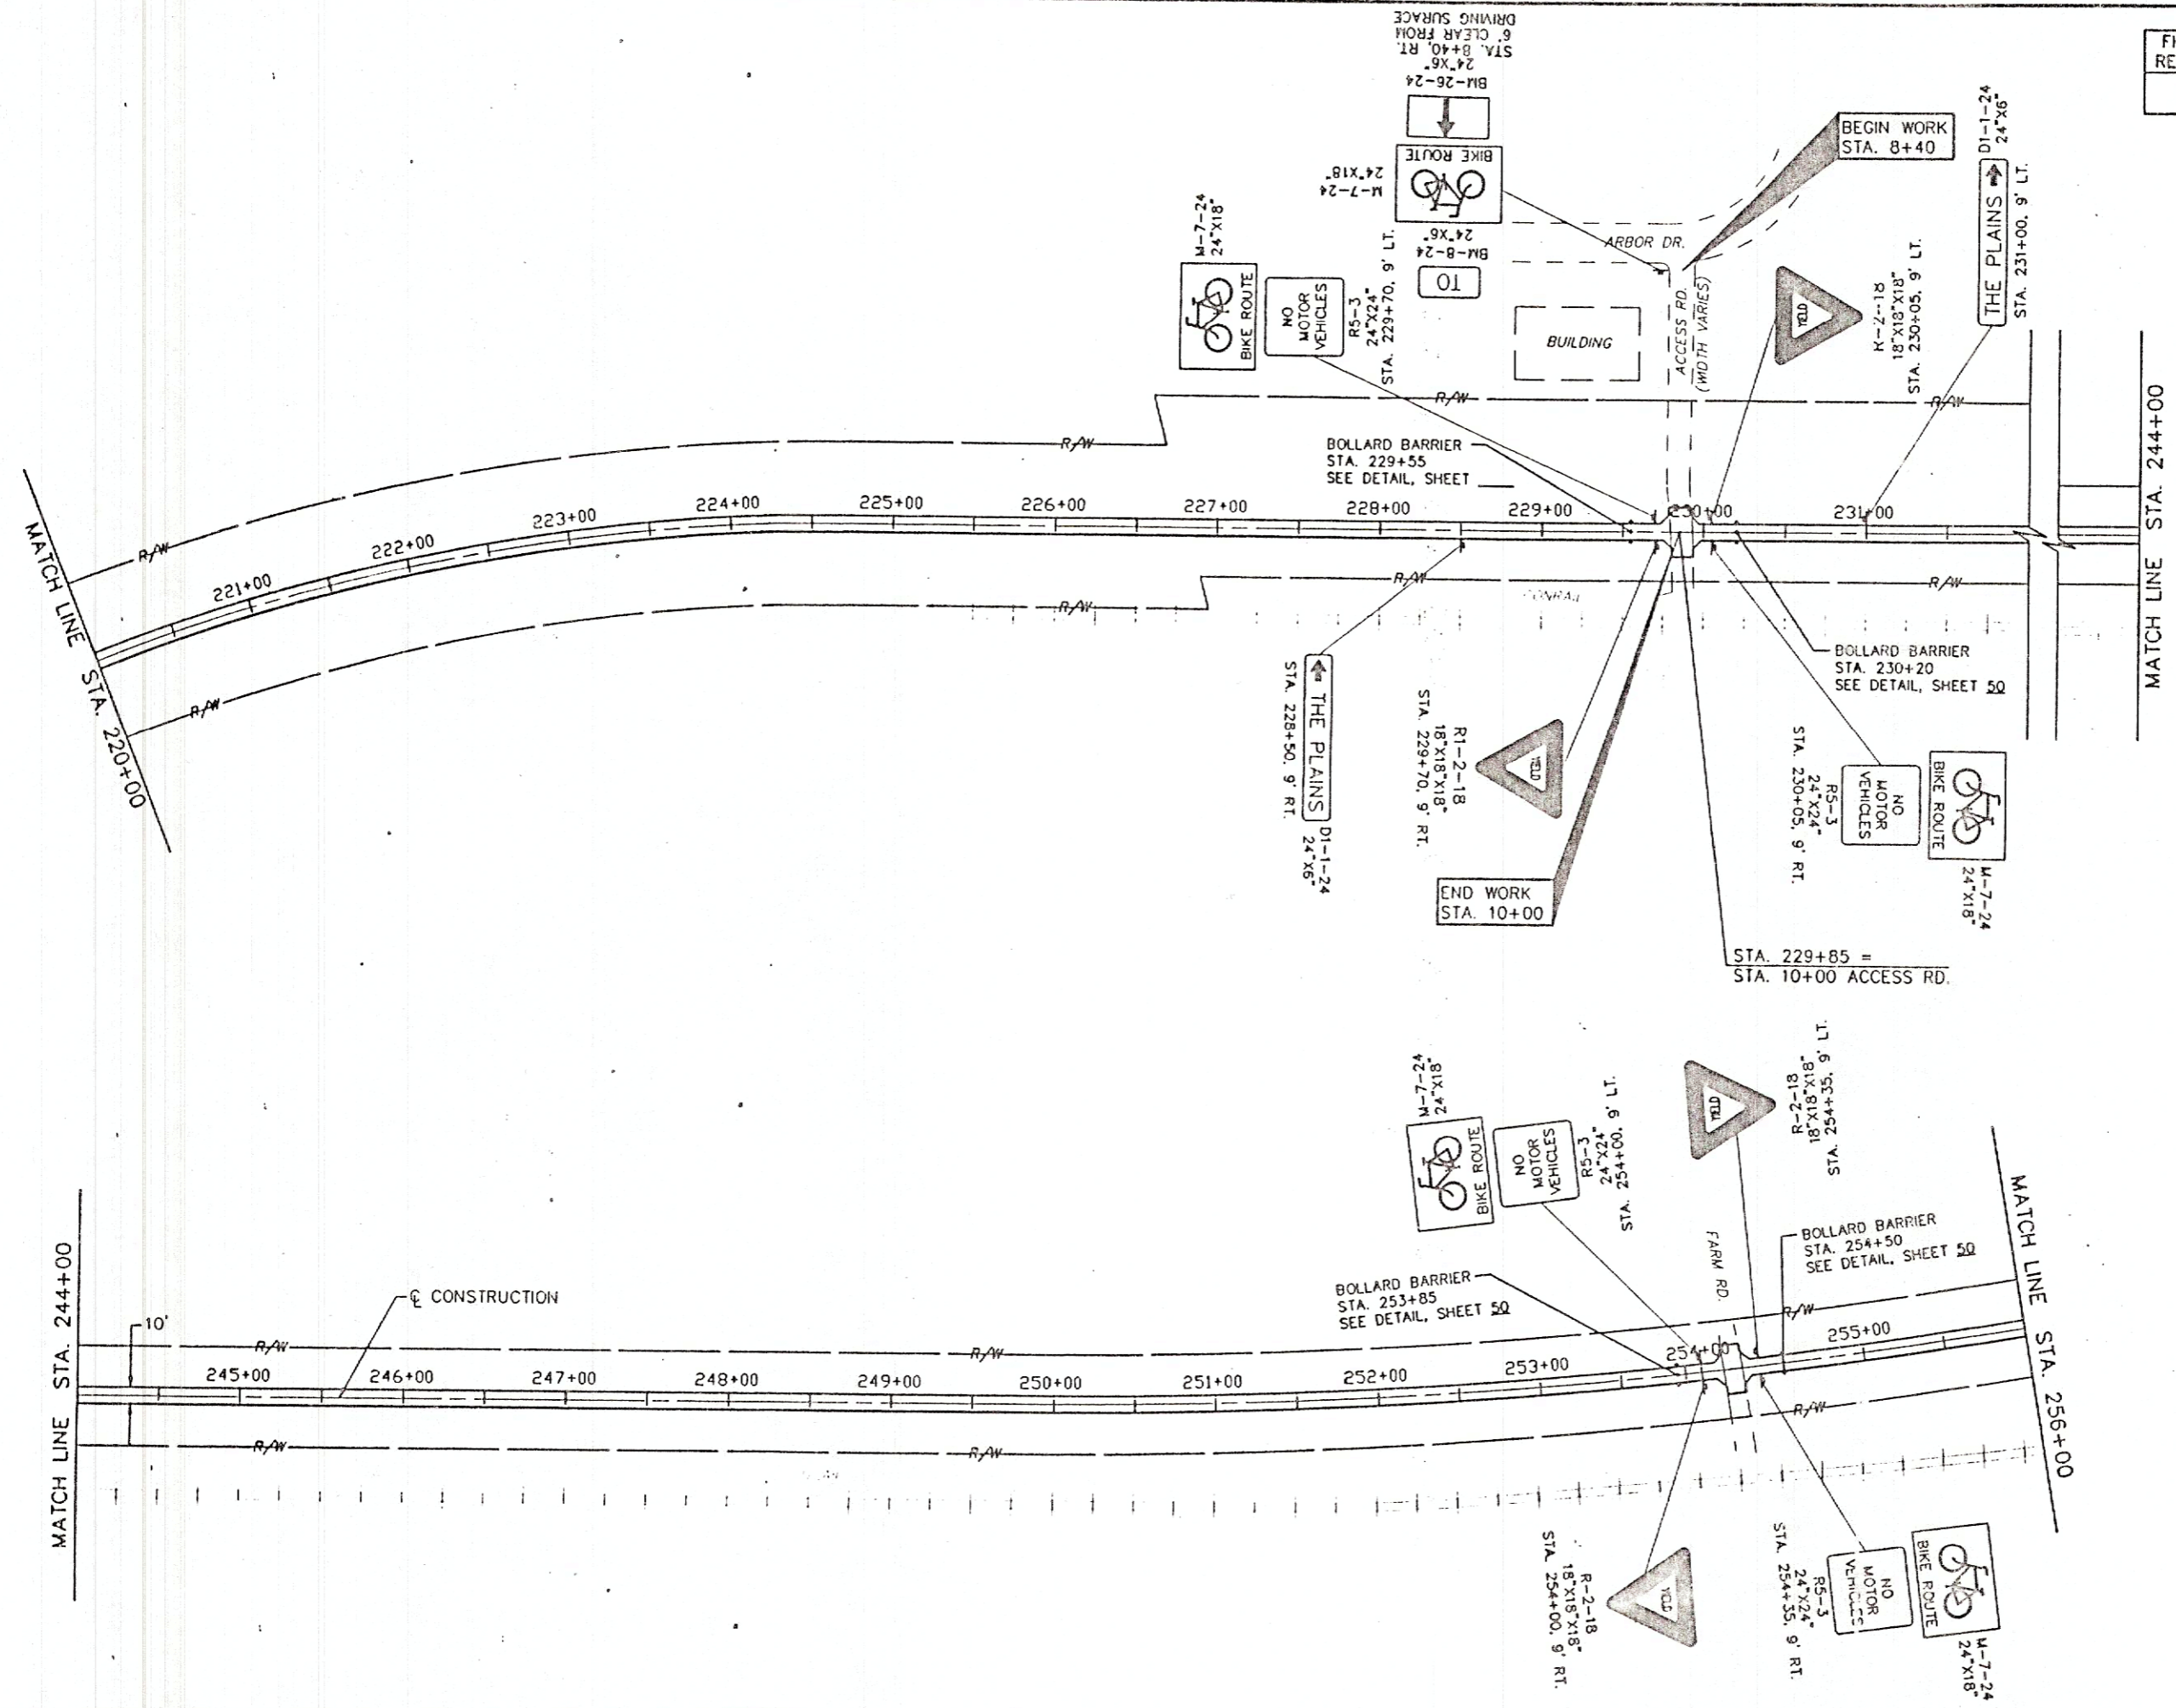 DRIVING SURACE
6' CLEAR FROM
STA. 8+40, RT.
24"X6"
BM-26-24
BIKE ROUTE
M-7-24
24"X18"
BM-8-24
24"X6"
TO
BEGIN WORK
STA. 8+40
D1-1-24
24"X6"
THE PLAINS
STA. 231+00, 9' LT.
M-7-24
24"X18"
BIKE ROUTE
NO
MOTOR
VEHICLES
R5-3
24"X24"
STA. 229+70, 9' LT.
ARBOR DR.
BUILDING
ACCESS RD.
(WIDTH VARIES)
YIELD
18"X18"X18"
STA. 230+05, 9' LT.
R/W
R/W
R/W
R/W
BOLLARD BARRIER
STA. 229+55
SEE DETAIL, SHEET
MATCH LINE STA. 220+00
221+00
222+00
223+00
224+00
225+00
226+00
227+00
228+00
229+00
230+00
231+00
MATCH LINE STA. 244+00
R/W
R/W
R/W
R/W
BOLLARD BARRIER
STA. 230+20
SEE DETAIL, SHEET 50
THE PLAINS
STA. 228+50, 9' RT.
D1-1-24
24"X6"
YIELD
R1-2-18
18"X18"X18"
STA. 229+70, 9' RT.
END WORK
STA. 10+00
STA. 229+85 =
STA. 10+00 ACCESS RD.
BIKE ROUTE
M-7-24
24"X18"
NO
MOTOR
VEHICLES
R5-3
24"X24"
STA. 230+05, 9' RT.
M-7-24
24"X18"
BIKE ROUTE
NO
MOTOR
VEHICLES
R5-3
24"X24"
STA. 254+00, 9' LT.
YIELD
R-2-18
18"X18"X18"
STA. 254+35, 9' LT.
FARM RD.
BOLLARD BARRIER
STA. 254+50
SEE DETAIL, SHEET 50
BOLLARD BARRIER
STA. 253+85
SEE DETAIL, SHEET 50
MATCH LINE STA. 244+00
10'
℄ CONSTRUCTION
R/W
R/W
R/W
245+00
246+00
247+00
248+00
249+00
250+00
251+00
252+00
253+00
254+00
255+00
MATCH LINE STA. 256+00
R/W
R/W
R/W
YIELD
R-2-18
18"X18"X18"
STA. 254+00, 9' RT.
BIKE ROUTE
M-7-24
24"X18"
NO
MOTOR
VEHICLES
R5-3
24"X24"
STA. 254+35, 9' RT.